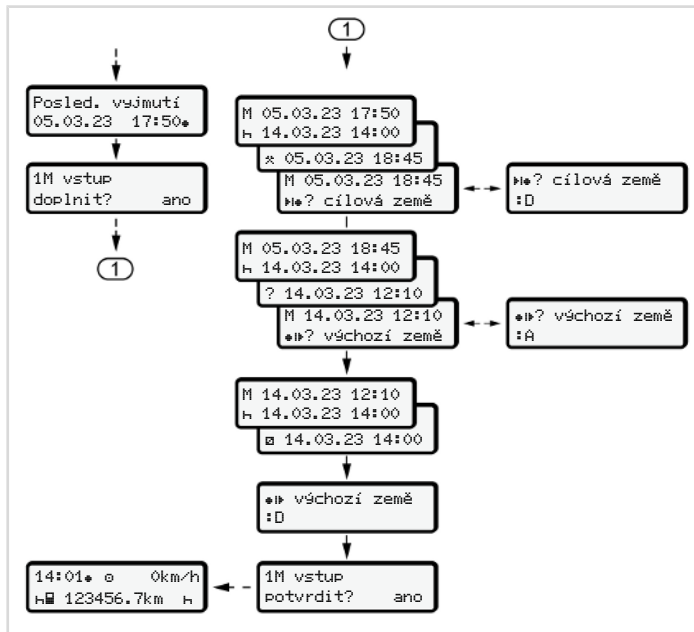 1
Posled. vyjmutí
05.03.23 17:50
1M vstup
doplnit? ano
1
M 05.03.23 17:50
14.03.23 14:00
05.03.23 18:45
M 05.03.23 18:45
? cílová země
? cílová země
:D
M 05.03.23 18:45
14.03.23 14:00
? 14.03.23 12:10
M 14.03.23 12:10
? výchozí země
? výchozí země
:A
M 14.03.23 12:10
14.03.23 14:00
14.03.23 14:00
výchozí země
:D
1M vstup
potvrdit? ano
14:01 0km/h
123456.7km